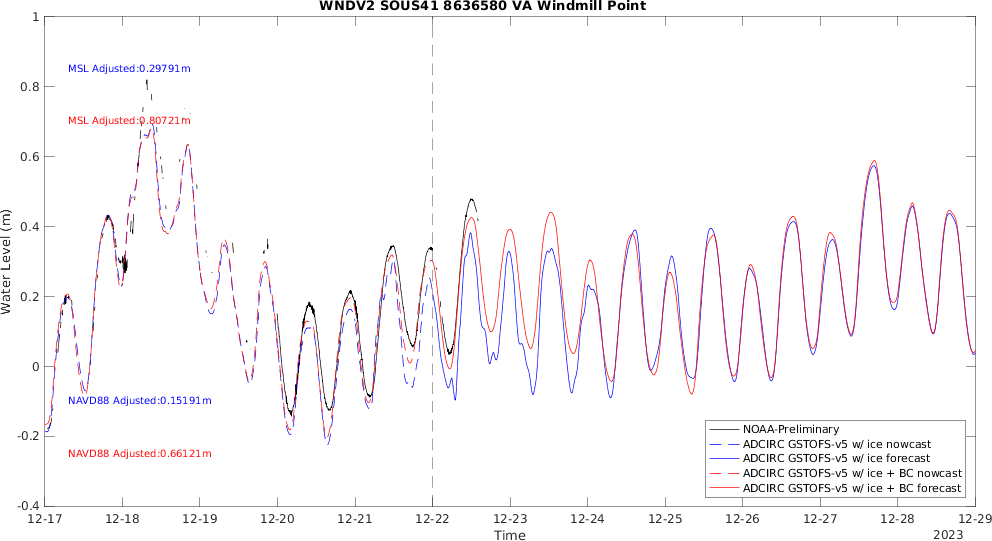 WNDV2 SOUS41 8636580 VA Windmill Point
1
0.8
0.6
0.4
0.2
0
-0.2
-0.4
Water Level (m)
MSL Adjusted:0.29791m
MSL Adjusted:0.80721m
NAVD88 Adjusted:0.15191m
NAVD88 Adjusted:0.66121m
NOAA-Preliminary
ADCIRC GSTOFS-v5 w/ ice nowcast
ADCIRC GSTOFS-v5 w/ ice forecast
ADCIRC GSTOFS-v5 w/ ice + BC nowcast
ADCIRC GSTOFS-v5 w/ ice + BC forecast
12-17 12-18 12-19 12-20 12-21 12-22 12-23 12-24 12-25 12-26 12-27 12-28 12-29
Time
2023